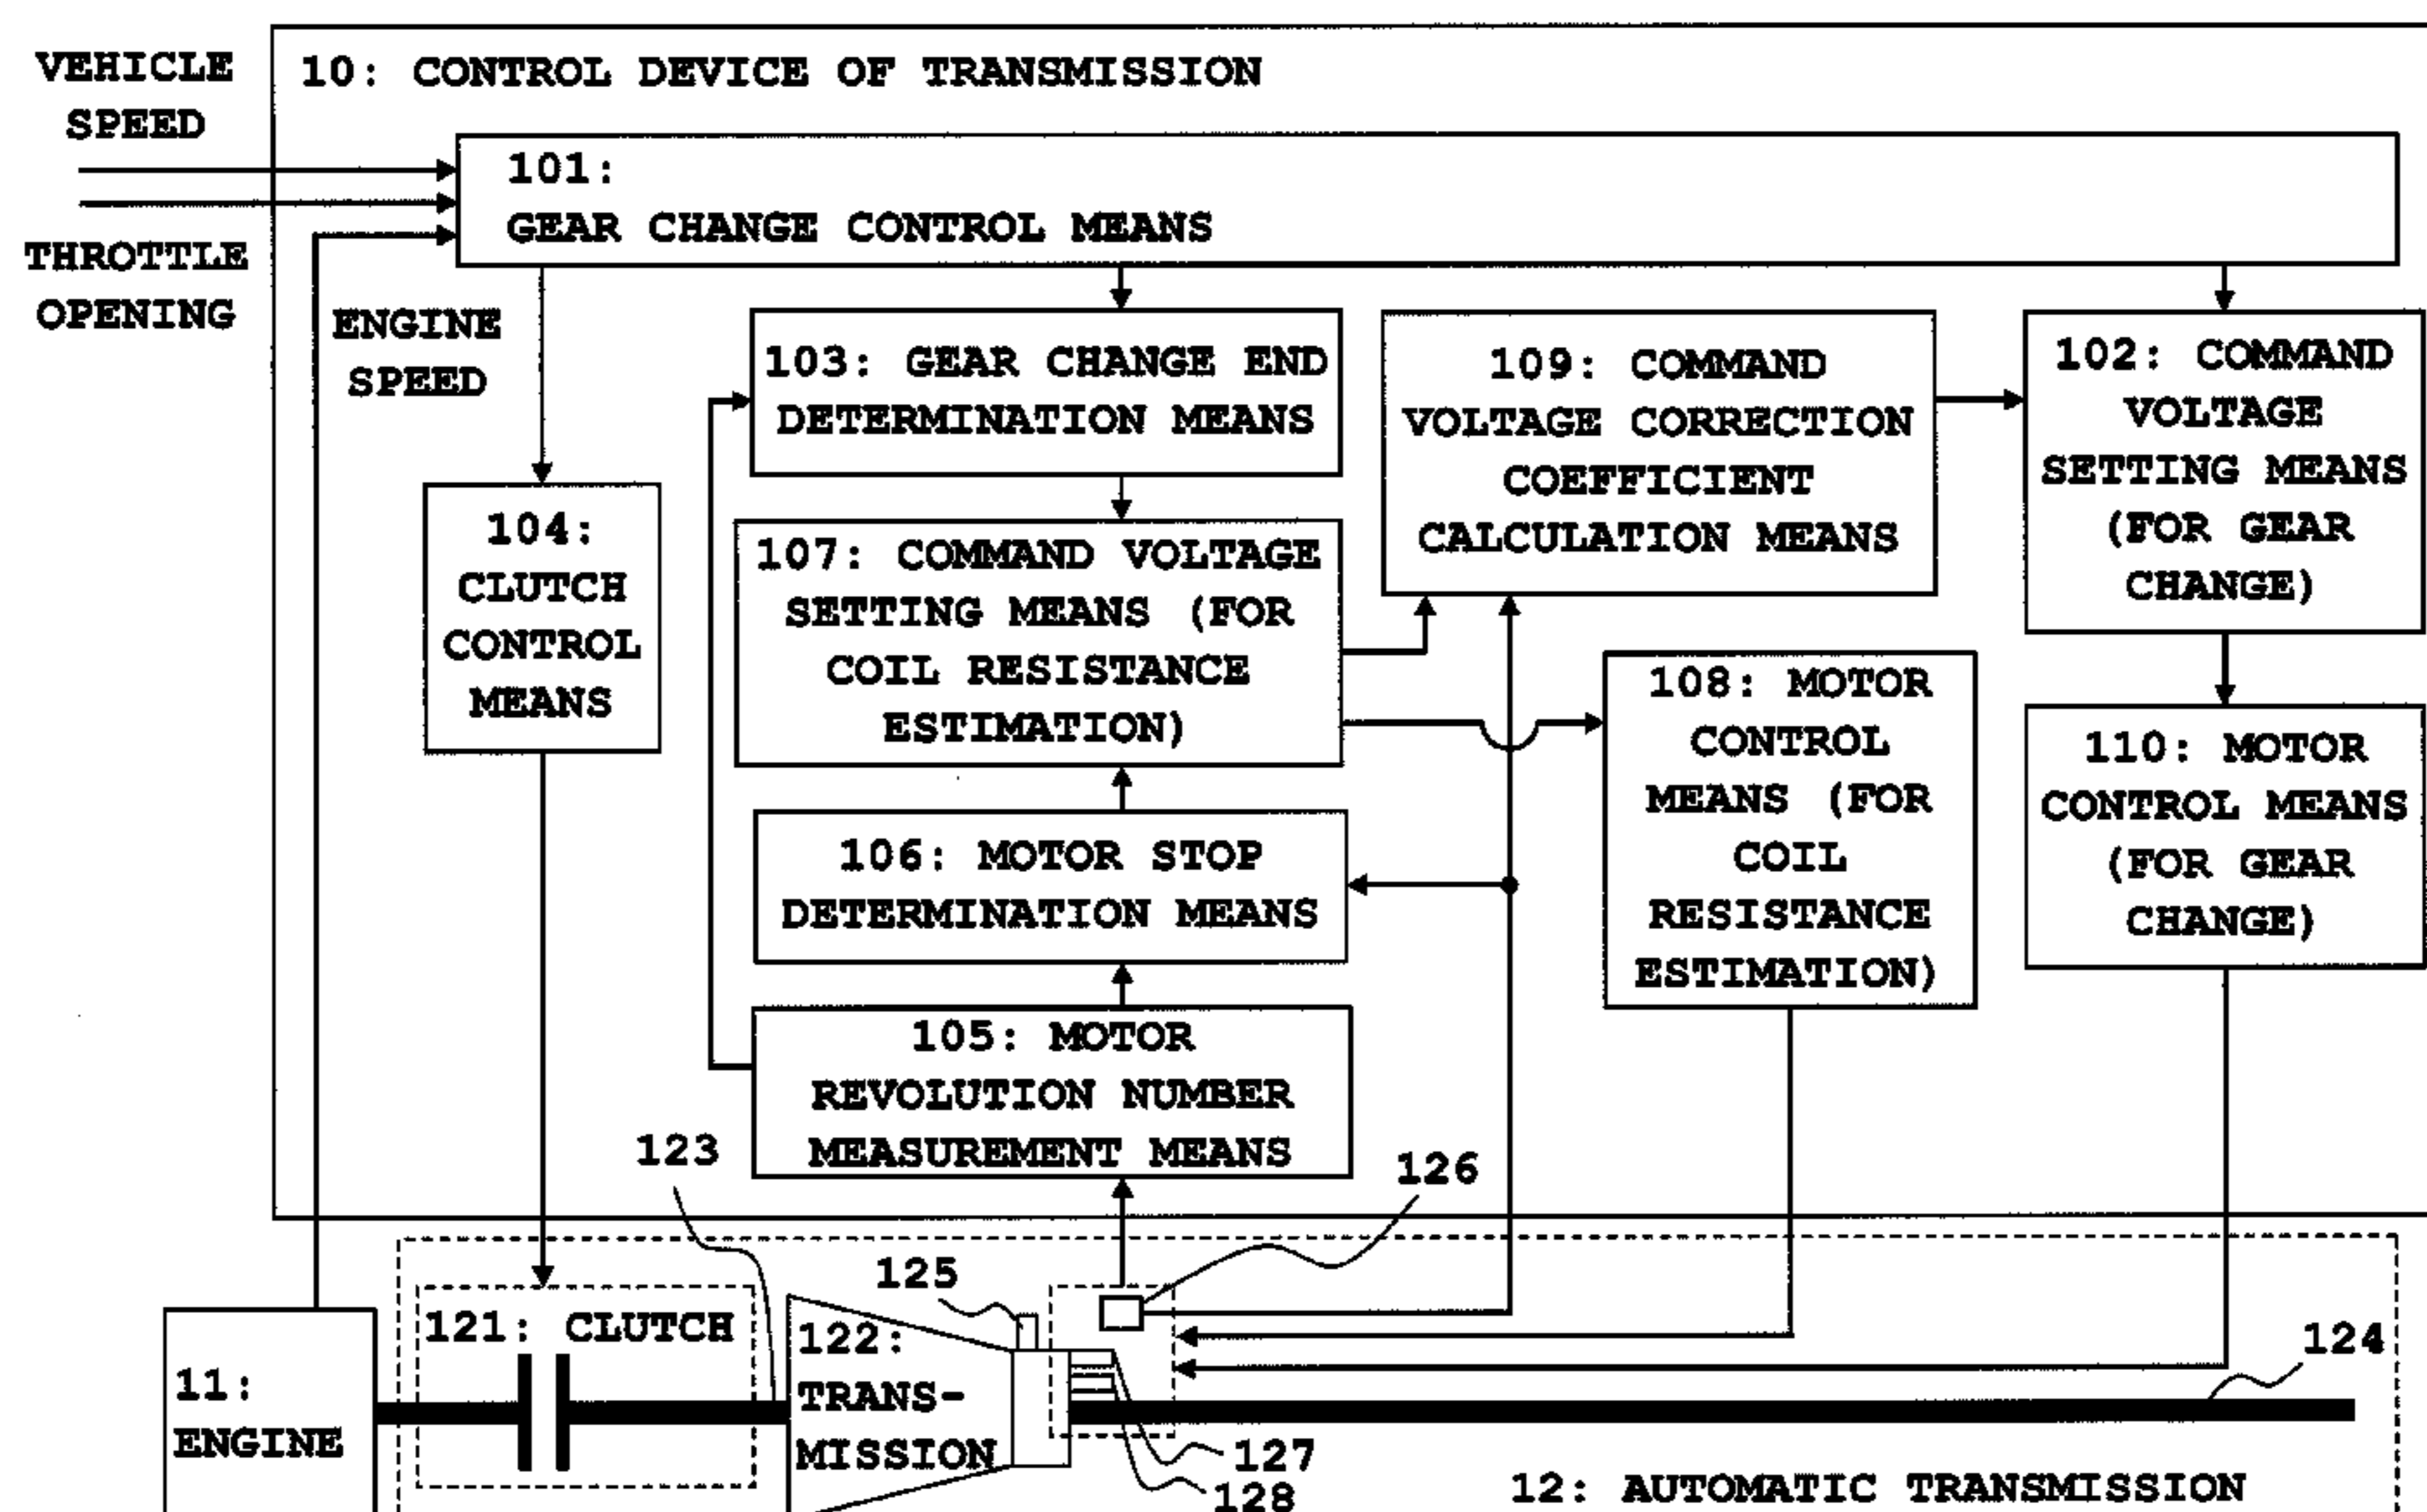 VEHICLE
SPEED
THROTTLE
OPENING
10: CONTROL DEVICE OF TRANSMISSION
101:
GEAR CHANGE CONTROL MEANS
ENGINE
SPEED
103: GEAR CHANGE END
DETERMINATION MEANS
109: COMMAND
VOLTAGE CORRECTION
COEFFICIENT
CALCULATION MEANS
102: COMMAND
VOLTAGE
SETTING MEANS
(FOR GEAR
CHANGE)
104:
CLUTCH
CONTROL
MEANS
107: COMMAND VOLTAGE
SETTING MEANS (FOR
COIL RESISTANCE
ESTIMATION)
108: MOTOR
CONTROL
MEANS (FOR
COIL
RESISTANCE
ESTIMATION)
110: MOTOR
CONTROL MEANS
(FOR GEAR
CHANGE)
106: MOTOR STOP
DETERMINATION MEANS
105: MOTOR
REVOLUTION NUMBER
MEASUREMENT MEANS
123
126
125
121: CLUTCH
122:
TRANS-
MISSION
124
11:
ENGINE
127
128
12: AUTOMATIC TRANSMISSION